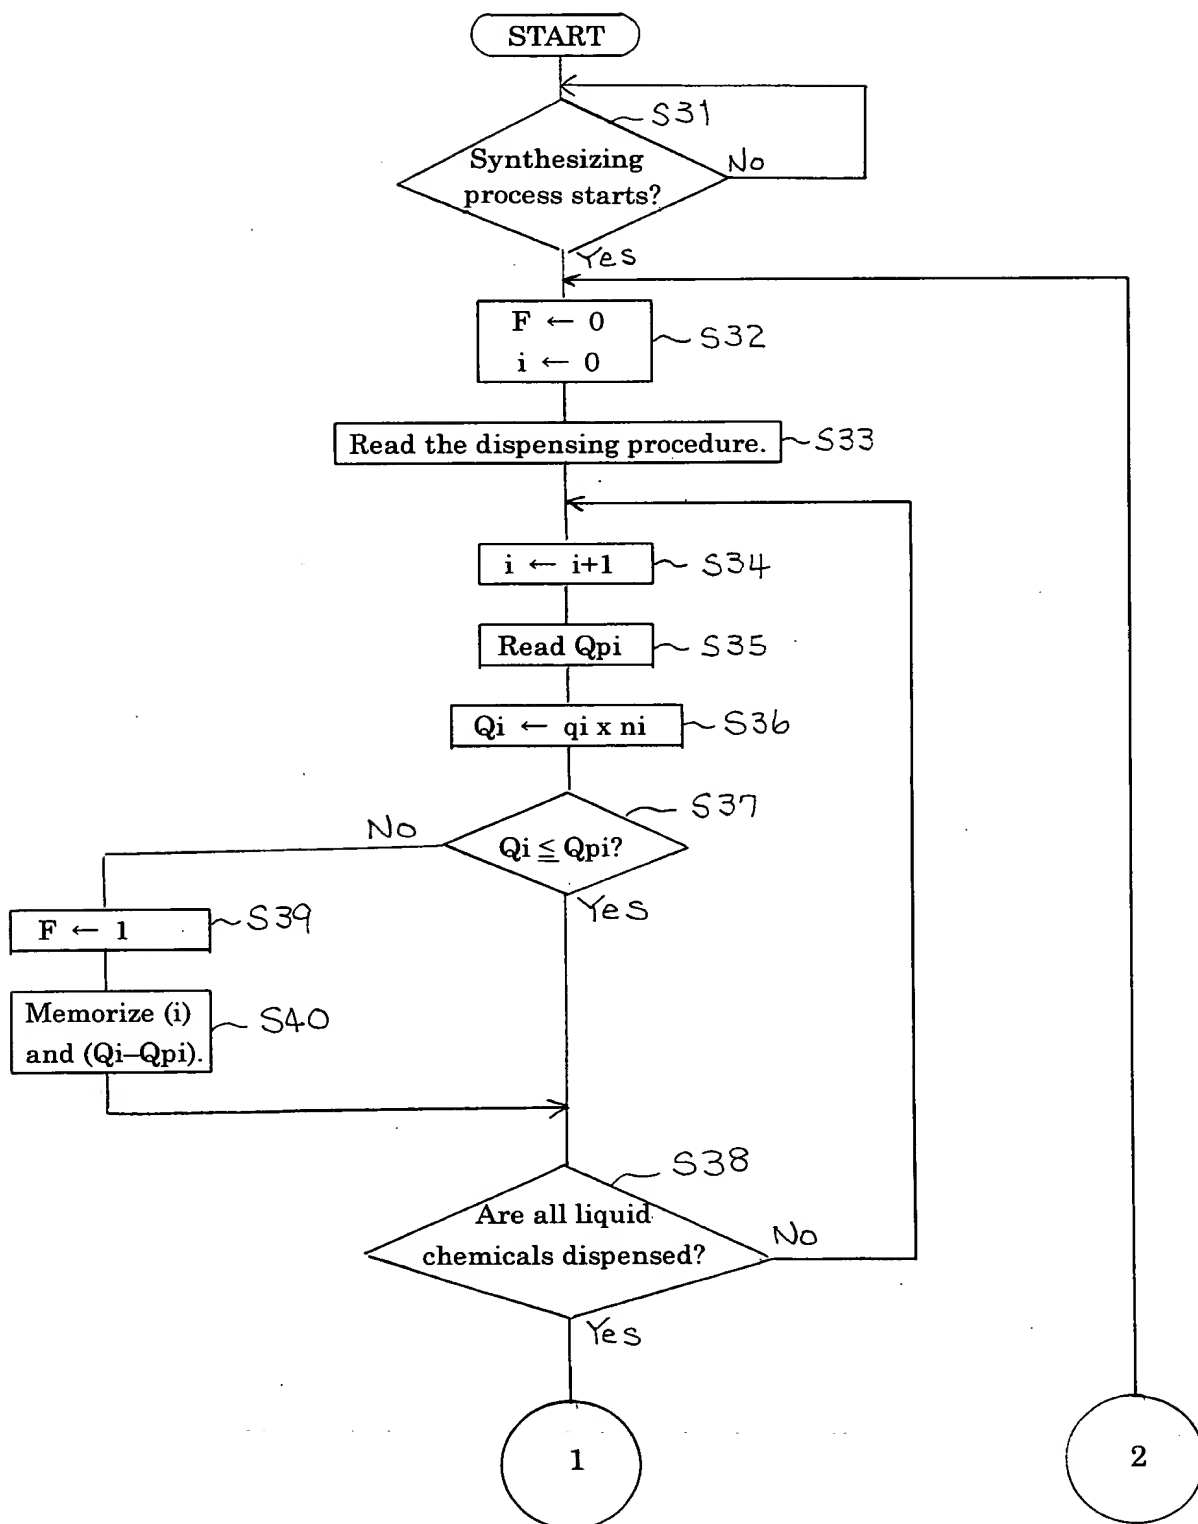 START
S31
Synthesizing
process starts?
No
Yes
F ← 0
i ← 0
S32
Read the dispensing procedure.
S33
i ← i+1
S34
Read Qpi
S35
Qi ← qi x ni
S36
S37
No
Qi ≦ Qpi?
Yes
F ← 1
S39
Memorize (i)
and (Qi–Qpi).
S40
S38
Are all liquid
chemicals dispensed?
No
Yes
1
2